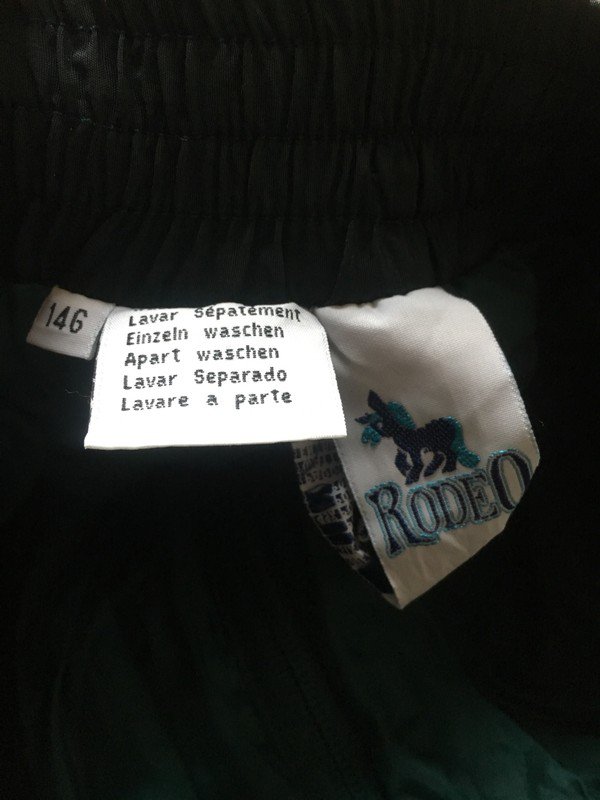 146
Lavar Sépatement
Einzeln waschen
Apart waschen
Lavar Separado
Lavare a parte
RODEO